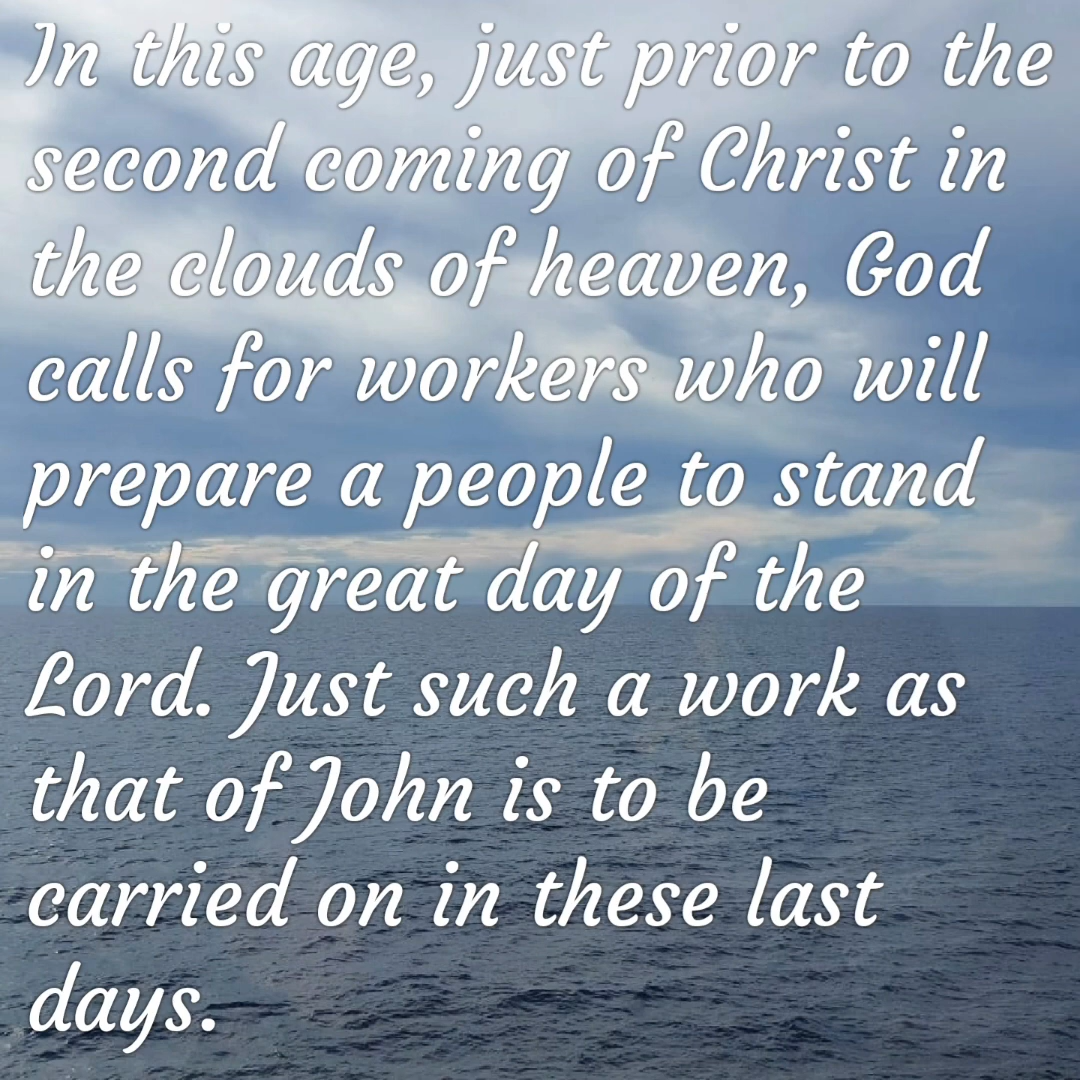 In this age, just prior to the
second coming of Christ in
the clouds of heaven, God
calls for workers who will
prepare a people to stand
in the great day of the
Lord. Just such a work as
that of John is to be
carried on in these last
days.